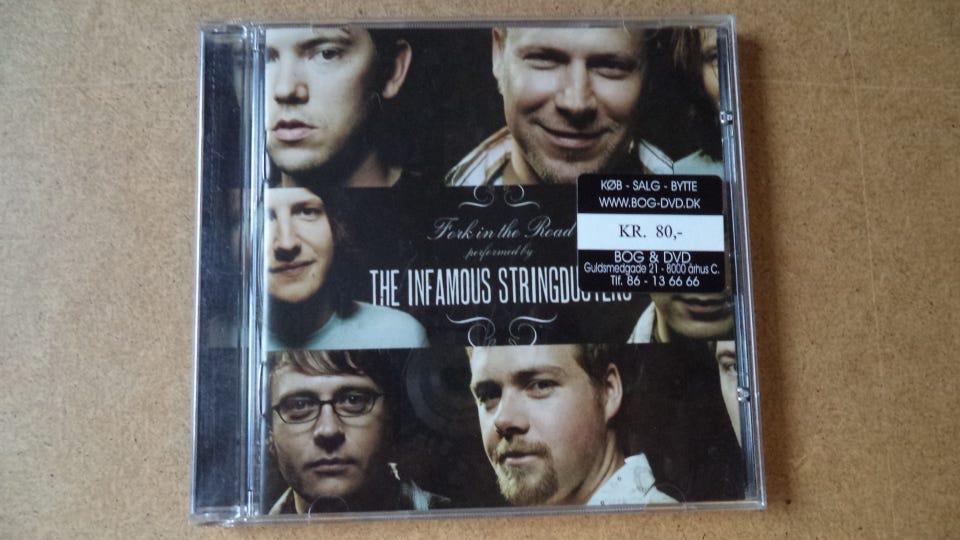 Fork in the Road
performed by
THE INFAMOUS STRINGDUSTERS
KØB - SALG - BYTTE
WWW.BOG-DVD.DK
KR. 80,-
BOG & DVD
Guldsmedgade 21 - 8000 århus C.
Tlf. 86 - 13 66 66